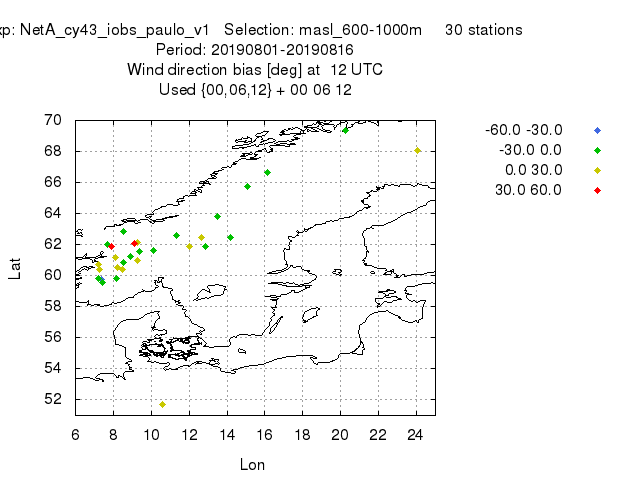 xp: NetA_cy43_iobs_paulo_v1 Selection: masl_600-1000m 30 stations
Period: 20190801-20190816
Wind direction bias [deg] at 12 UTC
Used {00,06,12} + 00 06 12
-60.0 -30.0
-30.0 0.0
0.0 30.0
30.0 60.0
70
68
66
64
62
60
58
56
54
52
Lat
6 8 10 12 14 16 18 20 22 24
Lon